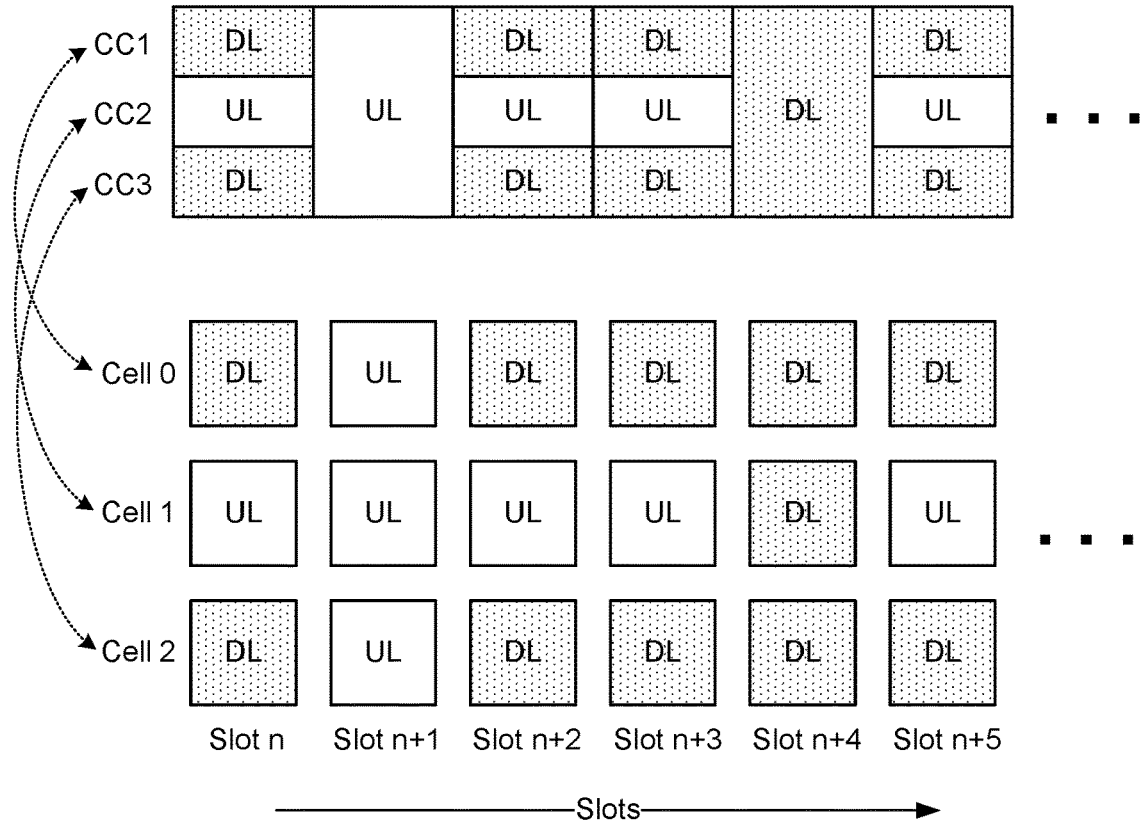 CC1 DL DL DL DL
CC2 UL UL UL UL DL UL
CC3 DL DL DL DL
Cell 0 DL UL DL DL DL DL
Cell 1 UL UL UL UL DL UL
Cell 2 DL UL DL DL DL DL
Slot n Slot n+1 Slot n+2 Slot n+3 Slot n+4 Slot n+5
Slots